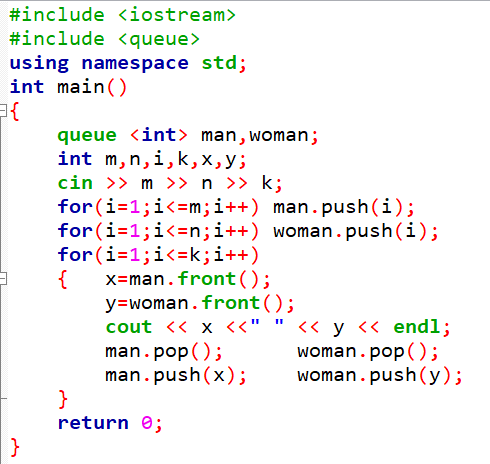 #include <iostream>
#include <queue>
using namespace std;
int main()
{
    queue <int> man,woman;
    int m,n,i,k,x,y;
    cin >> m >> n >> k;
    for(i=1;i<=m;i++) man.push(i);
    for(i=1;i<=n;i++) woman.push(i);
    for(i=1;i<=k;i++)
    {   x=man.front();
        y=woman.front();
        cout << x <<" " << y << endl;
        man.pop();      woman.pop();
        man.push(x);    woman.push(y);
    }
    return 0;
}